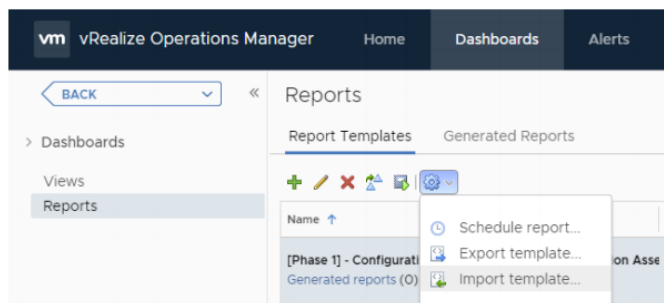 vm vRealize Operations Manager Home Dashboards Alerts
BACK
Reports
Dashboards
Report Templates Generated Reports
Views
Reports
Name
Schedule report...
[Phase 1] - Configurati
Export template...
on Asse
Generated reports (0)
Import template...